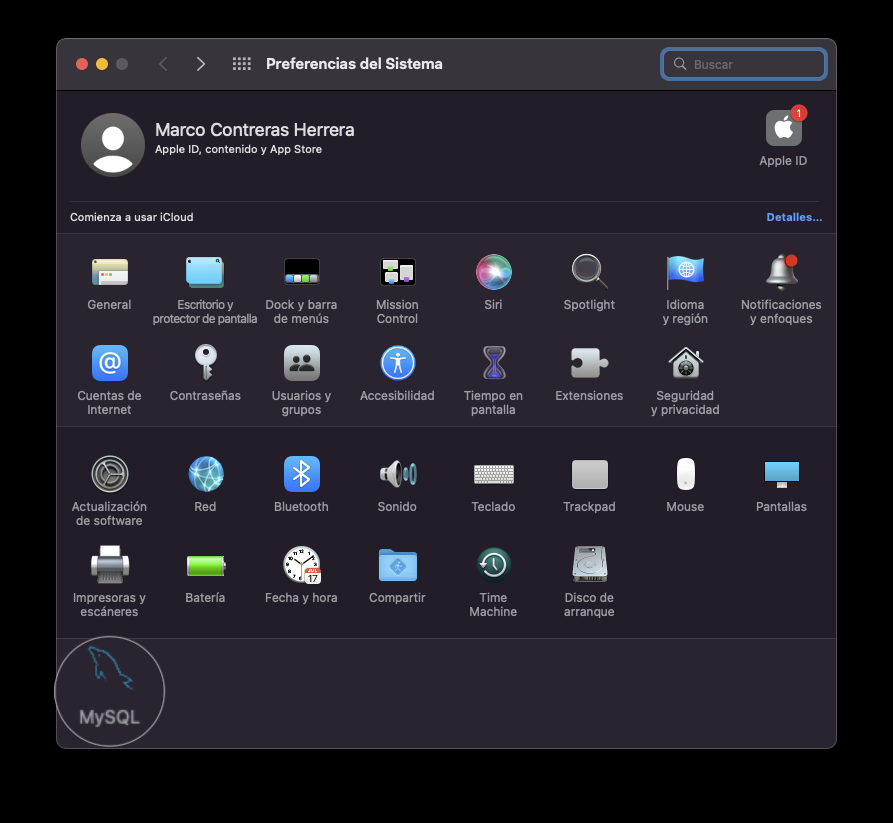 Preferencias del Sistema
Buscar
Marco Contreras Herrera
Apple ID, contenido y App Store
1
Apple ID
Comienza a usar iCloud
Detalles...
General
Escritorio y
protector de pantalla
Dock y barra
de menús
Mission
Control
Siri
Spotlight
Idioma
y región
Notificaciones
y enfoques
@
Cuentas de
Internet
Contraseñas
Usuarios y
grupos
Accesibilidad
Tiempo en
pantalla
Extensiones
Seguridad
y privacidad
Actualización
de software
Red
Bluetooth
Sonido
Teclado
Trackpad
Mouse
Pantallas
Impresoras y
escáneres
Batería
JUL
17
Fecha y hora
Compartir
Time
Machine
Disco de
arranque
MySQL